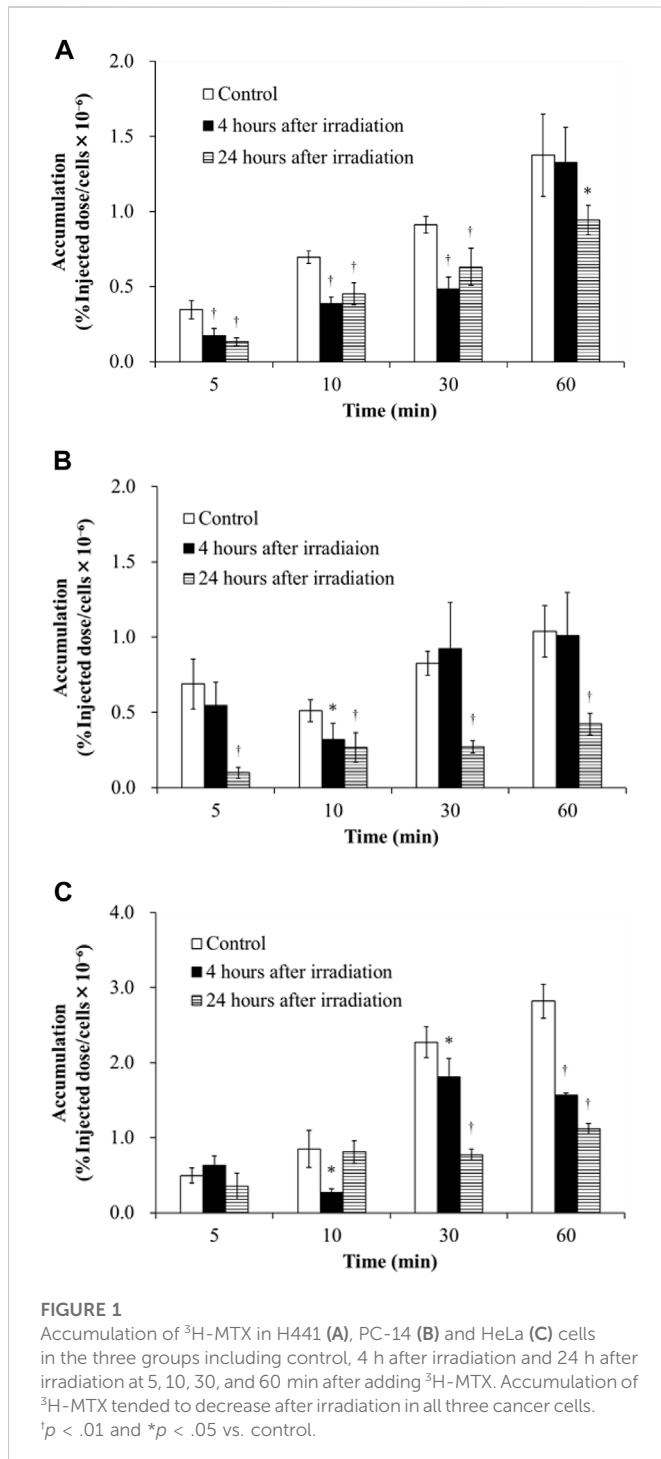 A
2.0
Control
4 hours after irradiation
24 hours after irradiation
1.5
*
1.0
† †
† †
0.5
† †
0.0
5 10 30 60
Time (min)
Accumulation
(% Injected dose/cells × 10⁻⁶)
B
2.0
Control
4 hours after irradiaion
24 hours after irradiation
1.5
1.0
* †
†
†
0.5
†
0.0
5 10 30 60
Time (min)
Accumulation
(% Injected dose/cells × 10⁻⁶)
C
4.0
Control
4 hours after irradiation
24 hours after irradiation
3.0
*
2.0
†
†
†
1.0
*
0.0
5 10 30 60
Time (min)
Accumulation
(% Injected dose/cells × 10⁻⁶)
FIGURE 1
Accumulation of ³H-MTX in H441 (A), PC-14 (B) and HeLa (C) cells
in the three groups including control, 4 h after irradiation and 24 h after
irradiation at 5, 10, 30, and 60 min after adding ³H-MTX. Accumulation of
³H-MTX tended to decrease after irradiation in all three cancer cells.
†p < .01 and *p < .05 vs. control.